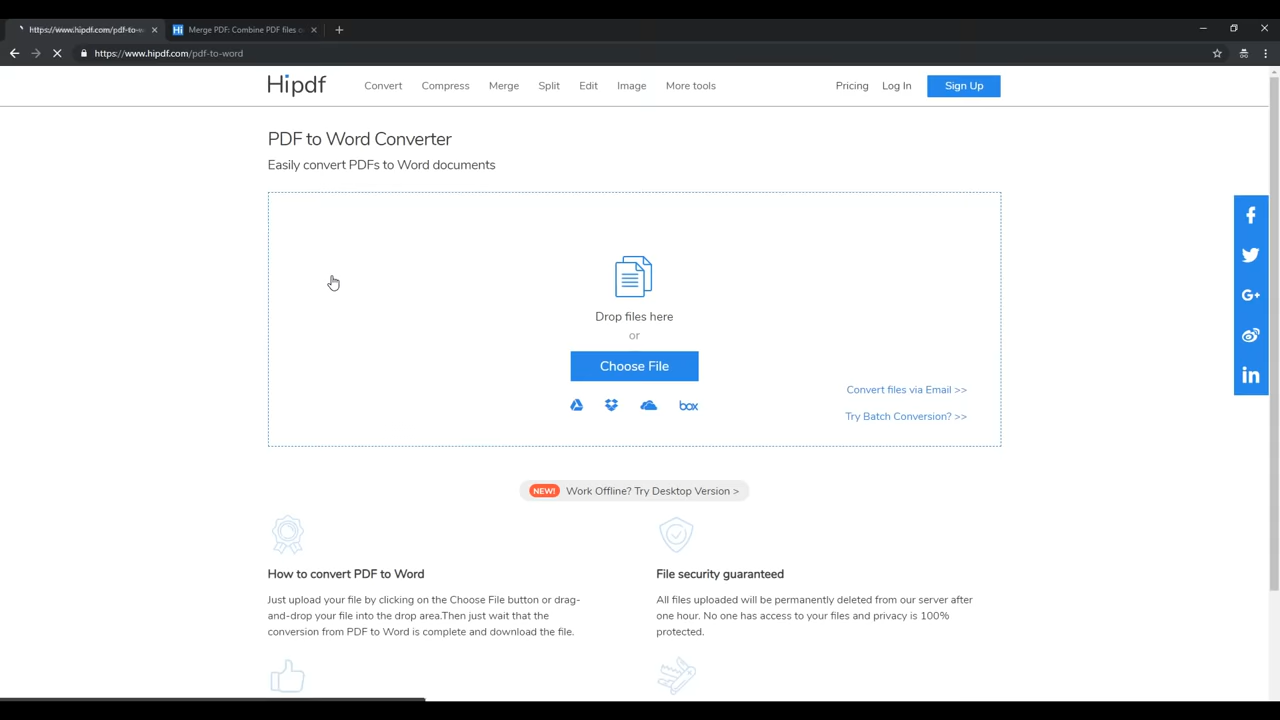 https://www.hipdf.com/pdf-to-w
Merge PDF: Combine PDF files o
https://www.hipdf.com/pdf-to-word
Hipdf Convert Compress Merge Split Edit Image More tools Pricing Log In Sign Up
PDF to Word Converter
Easily convert PDFs to Word documents
Drop files here
or
Choose File
box
Convert files via Email >>
Try Batch Conversion? >>
NEW! Work Offline? Try Desktop Version >
How to convert PDF to Word
Just upload your file by clicking on the Choose File button or drag-
and-drop your file into the drop area.Then just wait that the
conversion from PDF to Word is complete and download the file.
File security guaranteed
All files uploaded will be permanently deleted from our server after
one hour. No one has access to your files and privacy is 100%
protected.
Hi
f
G+
in